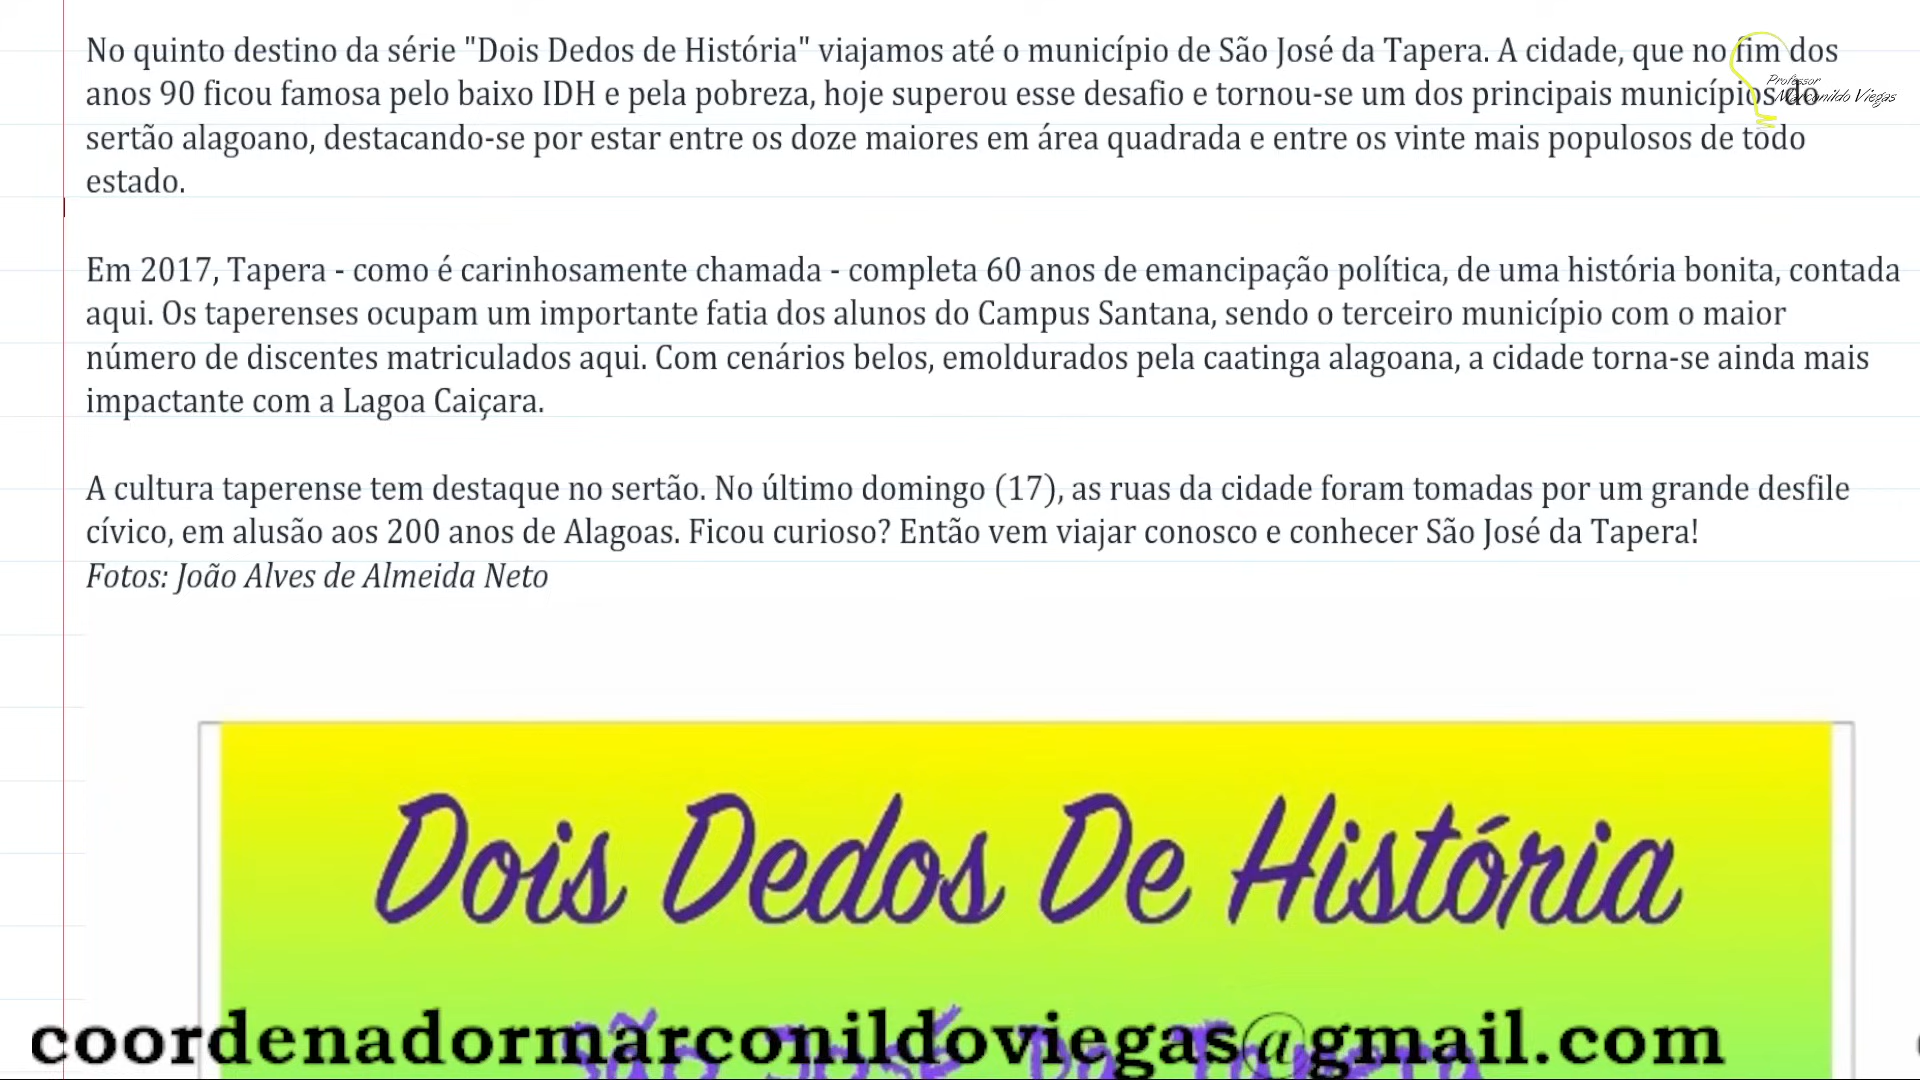 No quinto destino da série "Dois Dedos de História" viajamos até o município de São José da Tapera. A cidade, que no fim dos
anos 90 ficou famosa pelo baixo IDH e pela pobreza, hoje superou esse desafio e tornou-se um dos principais municípios do
sertão alagoano, destacando-se por estar entre os doze maiores em área quadrada e entre os vinte mais populosos de todo
estado.
Professor
Marconildo Viegas
Em 2017, Tapera - como é carinhosamente chamada - completa 60 anos de emancipação política, de uma história bonita, contada
aqui. Os taperenses ocupam um importante fatia dos alunos do Campus Santana, sendo o terceiro município com o maior
número de discentes matriculados aqui. Com cenários belos, emoldurados pela caatinga alagoana, a cidade torna-se ainda mais
impactante com a Lagoa Caiçara.
A cultura taperense tem destaque no sertão. No último domingo (17), as ruas da cidade foram tomadas por um grande desfile
cívico, em alusão aos 200 anos de Alagoas. Ficou curioso? Então vem viajar conosco e conhecer São José da Tapera!
Fotos: João Alves de Almeida Neto
Dois Dedos De História
São José Da Tapera
coordenadormarconildoviegas@gmail.com